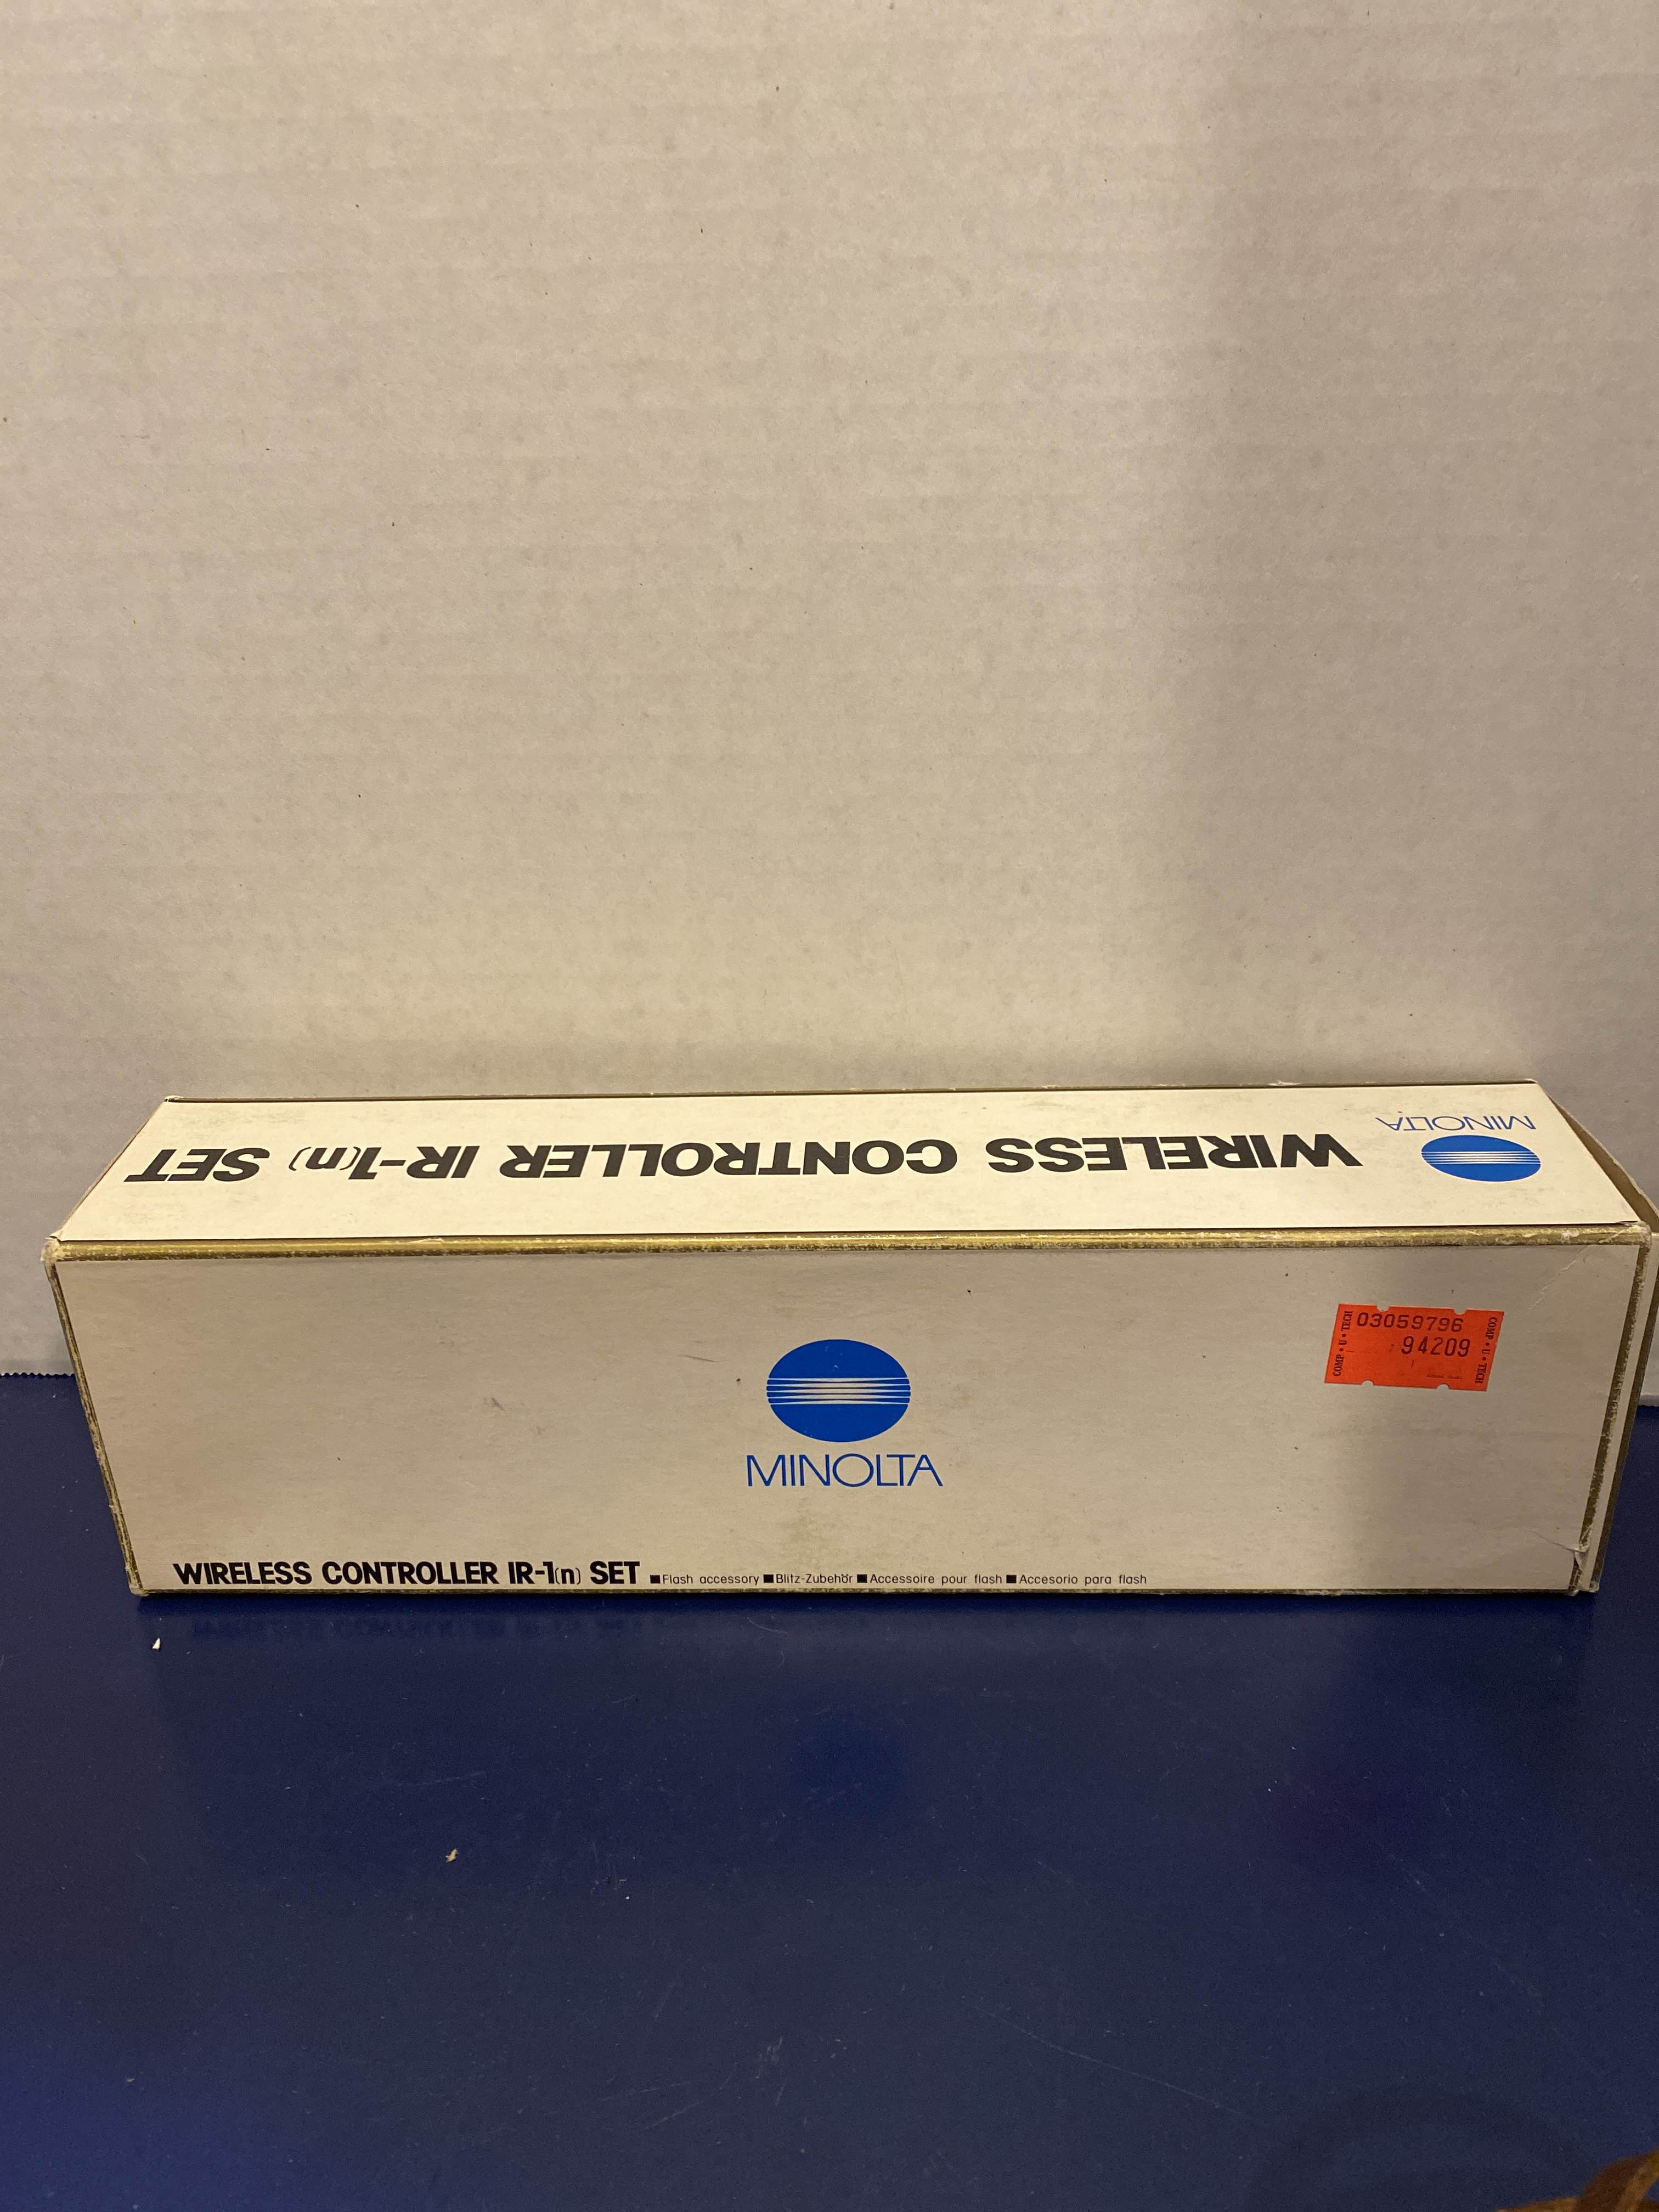 WIRELESS CONTROLLER IR-1(n) SET
MINOLTA
COMP • U • TECH
03059796
94209
COMP • U • TECH
MINOLTA
WIRELESS CONTROLLER IR-1(n) SET ■Flash accessory ■Blitz-Zubehör ■Accessoire pour flash ■Accesorio para flash